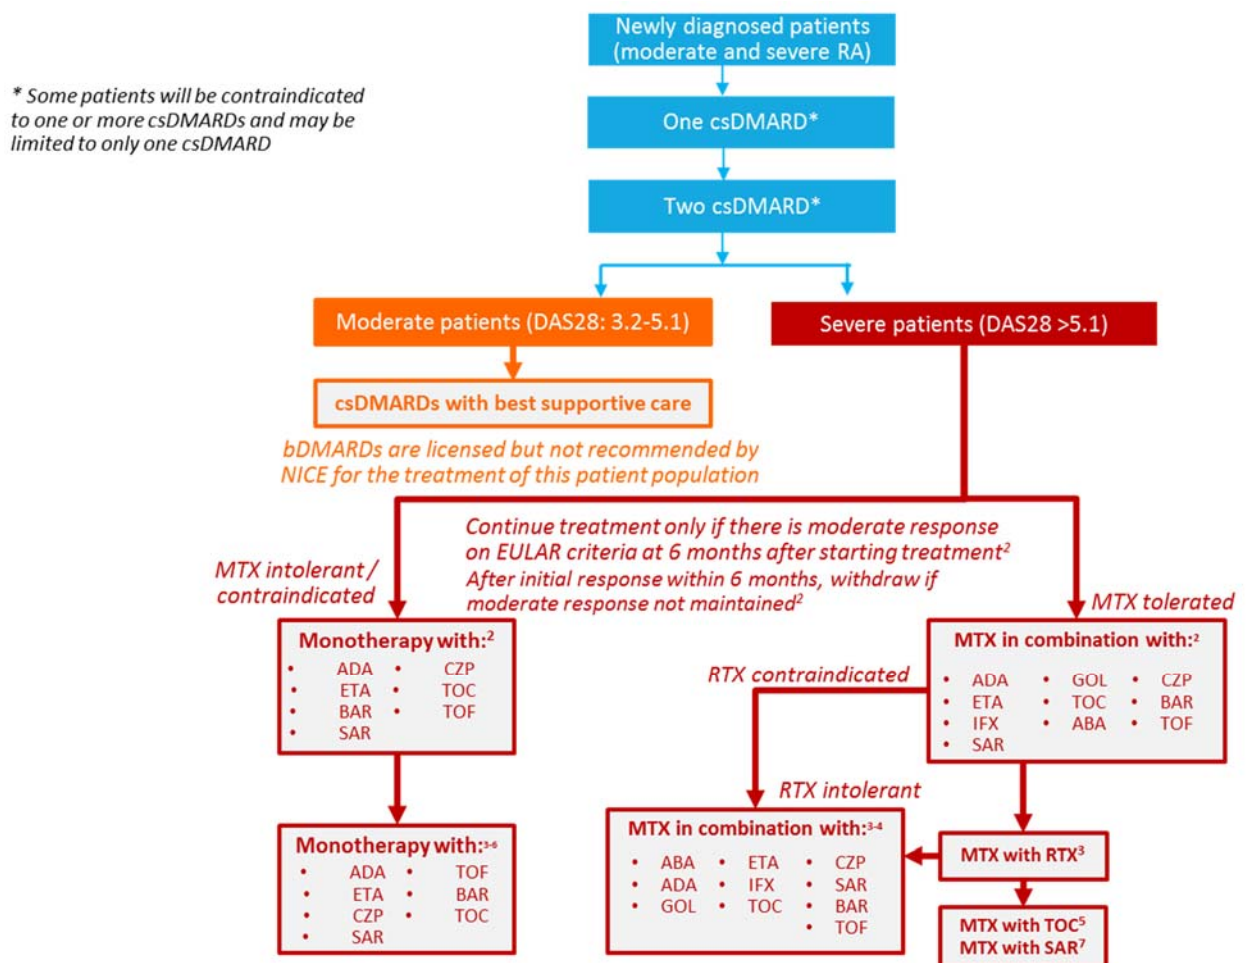 Newly diagnosed patients
(moderate and severe RA)
* Some patients will be contraindicated
to one or more csDMARDs and may be
limited to only one csDMARD
One csDMARD*
Two csDMARD*
Moderate patients (DAS28: 3.2-5.1)
Severe patients (DAS28 >5.1)
csDMARDs with best supportive care
bDMARDs are licensed but not recommended by
NICE for the treatment of this patient population
Continue treatment only if there is moderate response
on EULAR criteria at 6 months after starting treatment²
After initial response within 6 months, withdraw if
moderate response not maintained²
MTX intolerant/
contraindicated
MTX tolerated
Monotherapy with:²
• ADA • CZP
• ETA • TOC
• BAR • TOF
• SAR
RTX contraindicated
MTX in combination with:²
• ADA • GOL • CZP
• ETA • TOC • BAR
• IFX • ABA • TOF
• SAR
RTX intolerant
Monotherapy with:³⁻⁶
• ADA • TOF
• ETA • BAR
• CZP • TOC
• SAR
MTX in combination with:³⁻⁴
• ABA • ETA • CZP
• ADA • IFX • SAR
• GOL • TOC • BAR
• TOF
MTX with RTX³
MTX with TOC⁵
MTX with SAR⁷